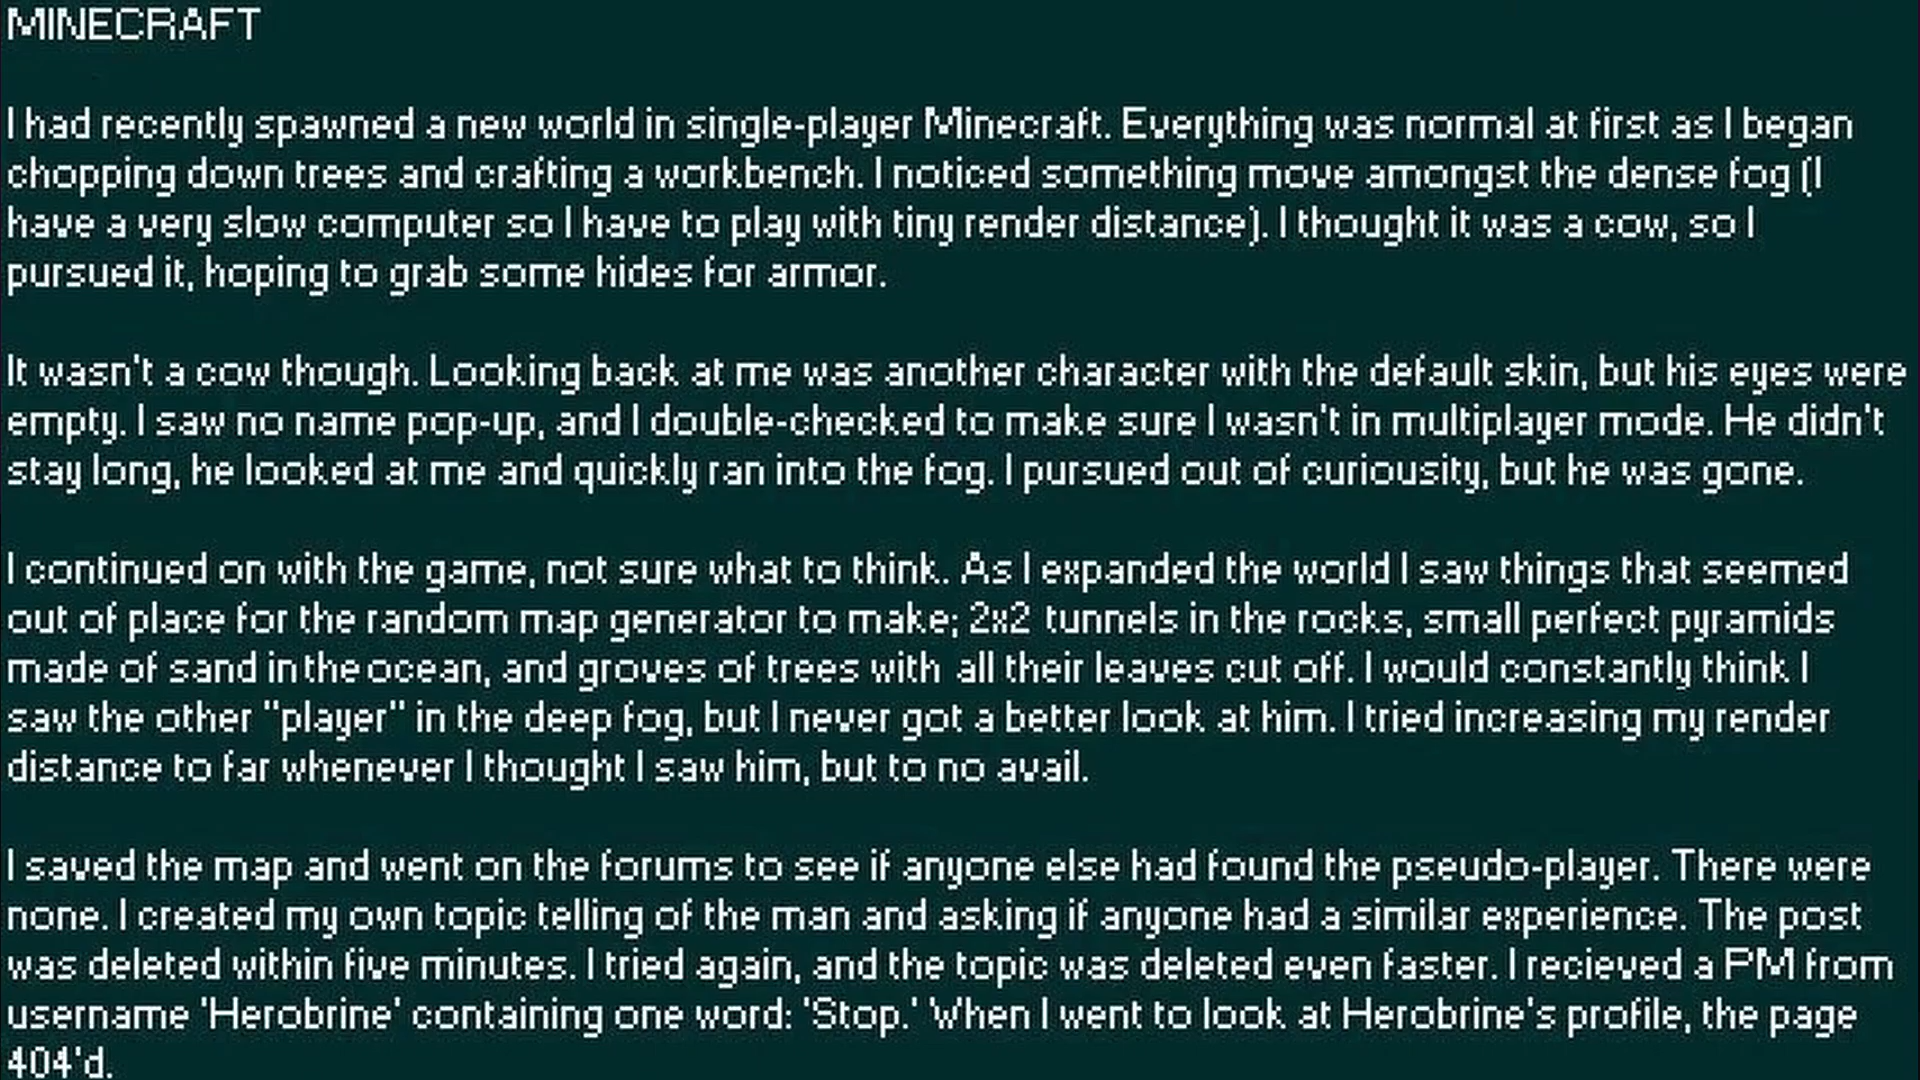 MINECRAFT
I had recently spawned a new world in single-player Minecraft. Everything was normal at first as I began
chopping down trees and crafting a workbench. I noticed something move amongst the dense fog (I
have a very slow computer so I have to play with tiny render distance). I thought it was a cow, so I
pursued it, hoping to grab some hides for armor.
It wasn't a cow though. Looking back at me was another character with the default skin, but his eyes were
empty. I saw no name pop-up, and I double-checked to make sure I wasn't in multiplayer mode. He didn't
stay long, he looked at me and quickly ran into the fog. I pursued out of curiousity, but he was gone.
I continued on with the game, not sure what to think. As I expanded the world I saw things that seemed
out of place for the random map generator to make; 2x2 tunnels in the rocks, small perfect pyramids
made of sand in the ocean, and groves of trees with all their leaves cut off. I would constantly think I
saw the other "player" in the deep fog, but I never got a better look at him. I tried increasing my render
distance to far whenever I thought I saw him, but to no avail.
I saved the map and went on the forums to see if anyone else had found the pseudo-player. There were
none. I created my own topic telling of the man and asking if anyone had a similar experience. The post
was deleted within five minutes. I tried again, and the topic was deleted even faster. I recieved a PM from
username 'Herobrine' containing one word: 'Stop.' When I went to look at Herobrine's profile, the page
404'd.